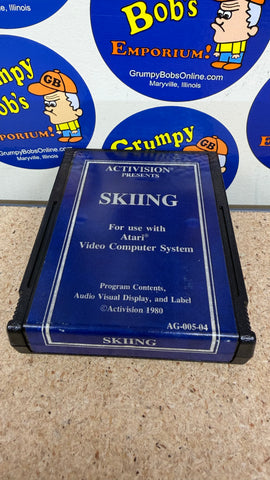 Bob's
EMPORIUM!
GrumpyBobsOnline.com
Maryville, Illinois
GB
Grumpy
Bob's
EMPORIUM!
GrumpyBobsOnline.com
Maryville, Illinois
Grumpy
GB
ACTIVISION®
PRESENTS
SKIING
For use with
Atari®
Video Computer System
Program Contents,
Audio Visual Display, and Label
©Activision 1980
AG-005-04
SKIING